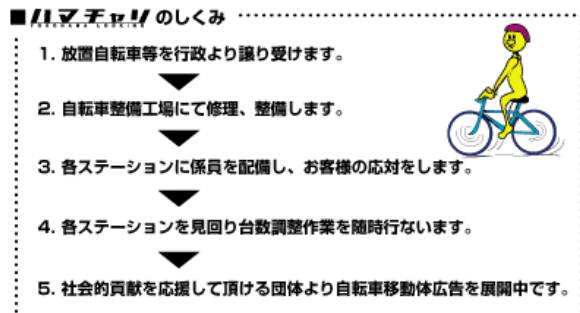 ■ハマチャリのしくみ
YOKOHAMA
1. 放置自転車等を行政より譲り受けます。
2. 自転車整備工場にて修理、整備します。
3. 各ステーションに係員を配備し、お客様の応対をします。
4. 各ステーションを見回り台数調整作業を随時行ないます。
5. 社会的貢献を応援して頂ける団体より自転車移動体広告を展開中です。